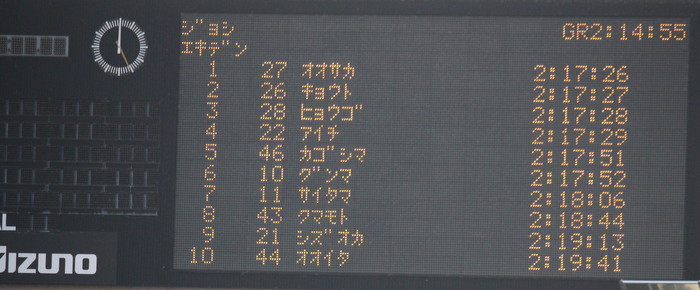 ジョシ GR2:14:55
エキデン
1 27 オオサカ 2:17:26
2 26 キョウト 2:17:27
3 28 ヒョウゴ 2:17:28
4 22 アイチ 2:17:29
5 46 カゴシマ 2:17:51
6 10 グンマ 2:17:52
7 11 サイタマ 2:18:06
8 43 クマモト 2:18:44
9 21 シズオカ 2:19:13
10 44 オオイタ 2:19:41
MIZUNO